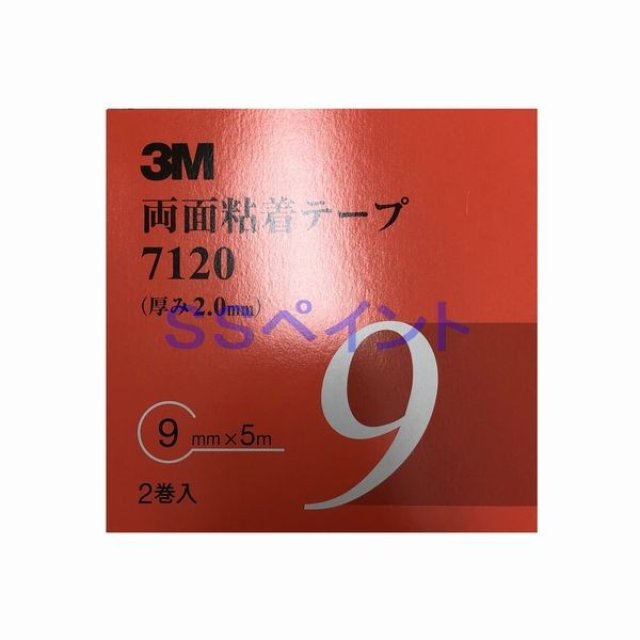 3M
両面粘着テープ
7120
(厚み2.0mm)
SSペイント
9
9 mm×5m
2巻入